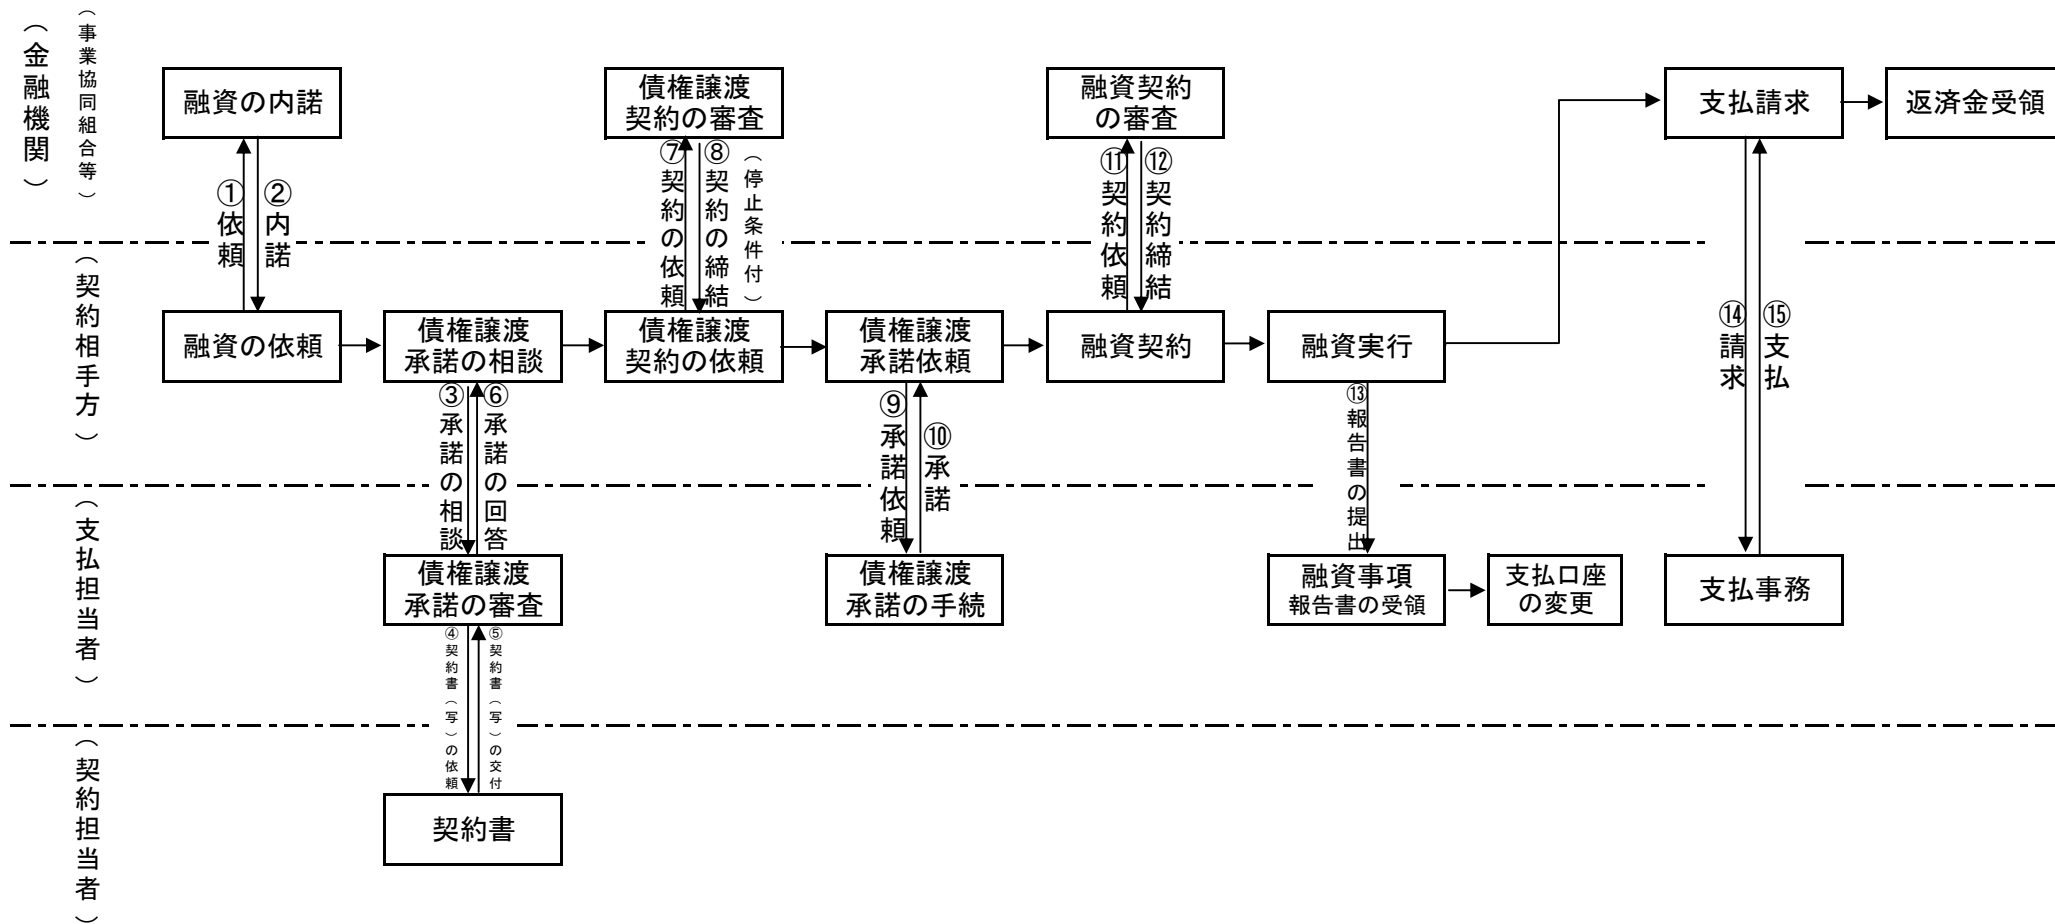 （金融機関）
（事業協同組合等）
融資の内諾
債権譲渡
契約の審査
融資契約
の審査
支払請求
返済金受領
①依頼
②内諾
⑦契約の依頼
⑧契約の締結
（停止条件付）
⑪契約依頼
⑫契約締結
（契約相手方）
融資の依頼
債権譲渡
承諾の相談
債権譲渡
契約の依頼
債権譲渡
承諾依頼
融資契約
融資実行
⑭請求
⑮支払
③承諾の相談
⑥承諾の回答
⑨承諾依頼
⑩承諾
⑬報告書の提出
（支払担当者）
債権譲渡
承諾の審査
債権譲渡
承諾の手続
融資事項
報告書の受領
支払口座
の変更
支払事務
④契約書（写）の依頼
⑤契約書（写）の交付
（契約担当者）
契約書